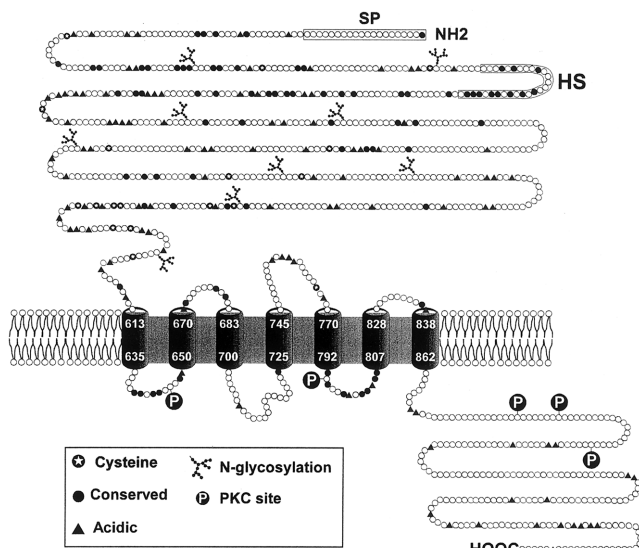 SP
NH2
HS
613 670 683 745 770 828 838
635 650 700 725 792 807 862
P P P P
P
Cysteine N-glycosylation
Conserved P PKC site
Acidic
HOOC